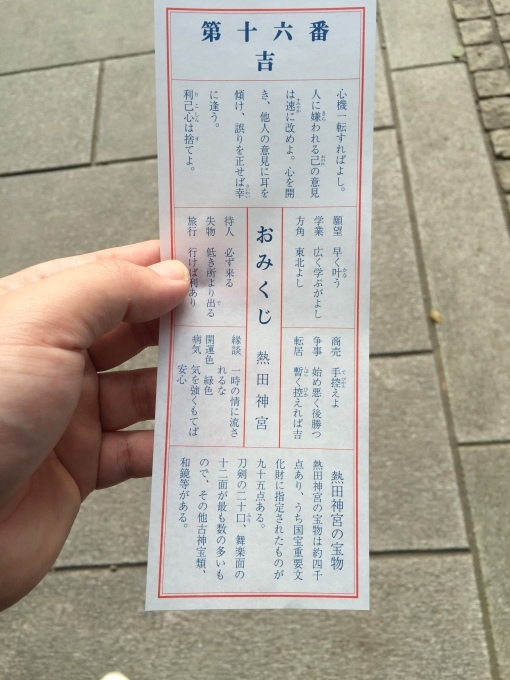 第十六番
吉
心機一転すればよし。
人に嫌われる己の意見
は速に改めよ。心を開
き、他人の意見に耳を
傾け、誤りを正せば幸
に逢う。
利己心は捨てよ。
願望 早く叶う
学業 広く学ぶがよし
方角 東北よし
商売 手控えよ
争事 始め悪く後勝つ
転居 暫く控えれば吉
おみくじ 熱田神宮
待人 必ず来る
失物 低き所より出る
旅行 行けば利あり
縁談 一時の情に流さ
れるな
開運色 緑色
病気 気を強くもてば
安心
熱田神宮の宝物
熱田神宮の宝物は約四千
点あり、うち国宝重要文
化財に指定されたものが
九十五点ある。
刀剣の二十口、舞楽面の
十二面が最も数の多いも
ので、その他古神宝類、
和鏡等がある。